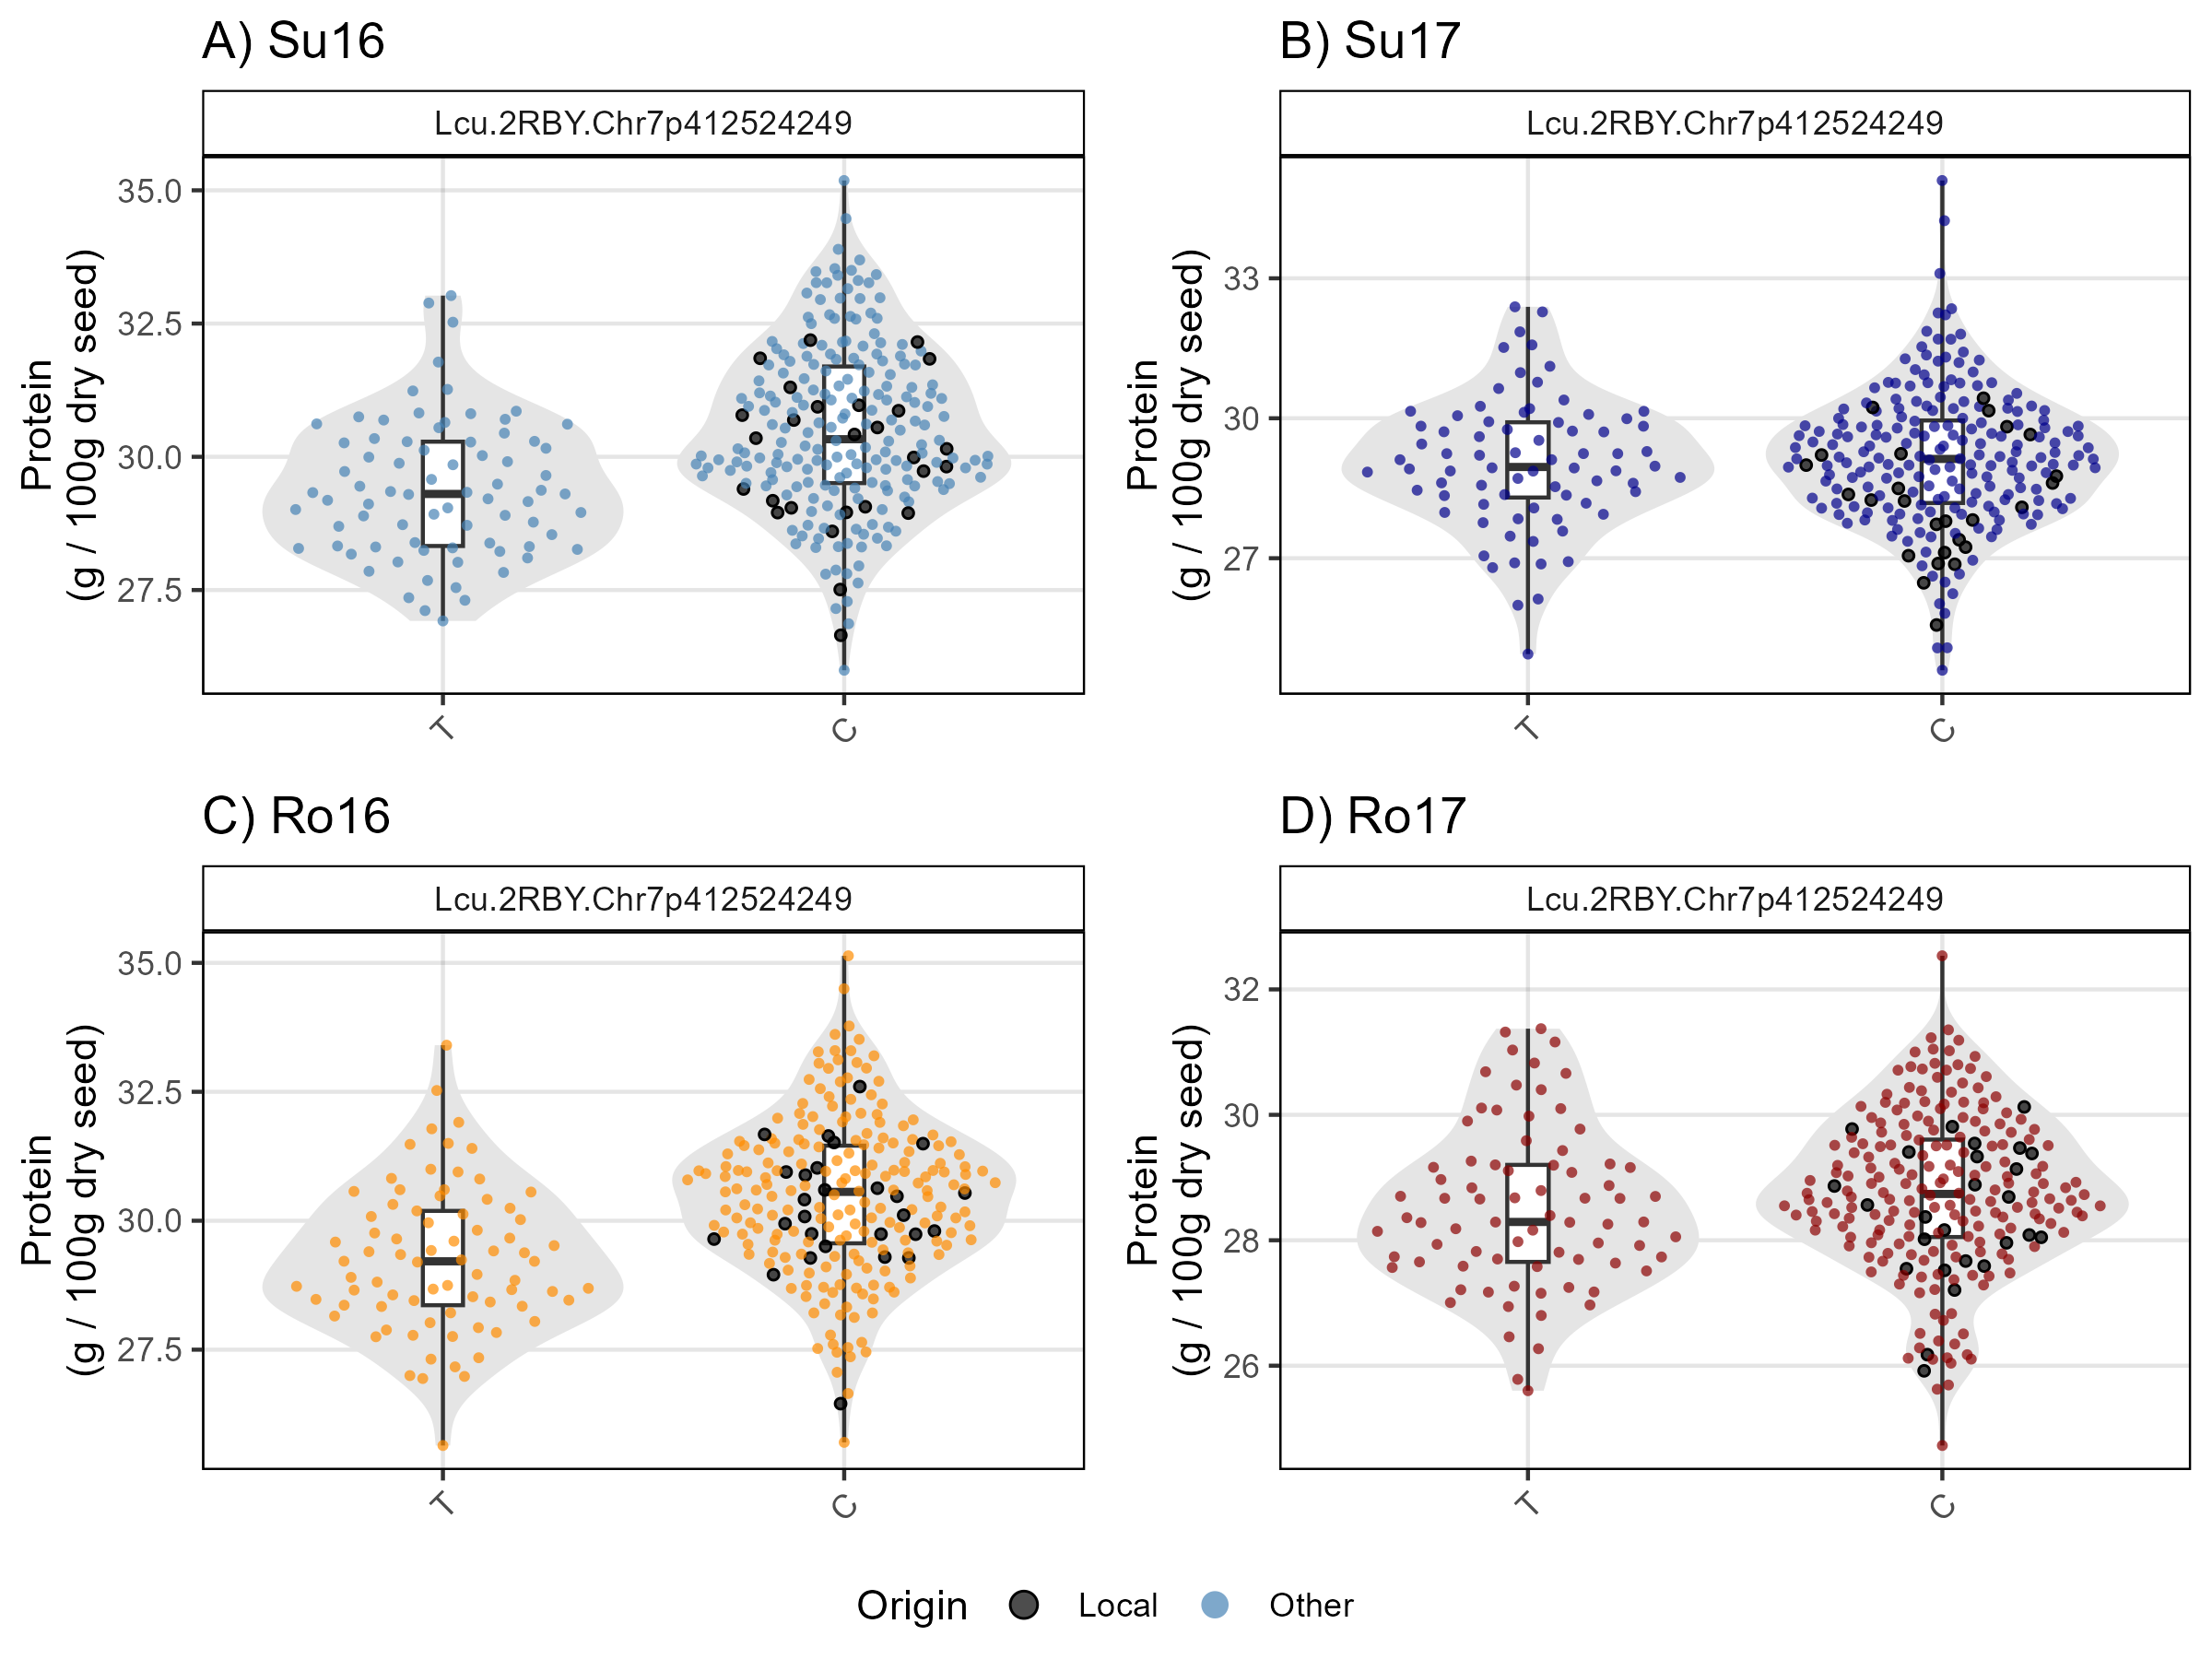 A) Su16
Lcu.2RBY.Chr7p412524249
Protein
(g / 100g dry seed)
35.0
32.5
30.0
27.5
T
C
B) Su17
Lcu.2RBY.Chr7p412524249
Protein
(g / 100g dry seed)
33
30
27
T
C
C) Ro16
Lcu.2RBY.Chr7p412524249
Protein
(g / 100g dry seed)
35.0
32.5
30.0
27.5
T
C
D) Ro17
Lcu.2RBY.Chr7p412524249
Protein
(g / 100g dry seed)
32
30
28
26
T
C
Origin Local Other